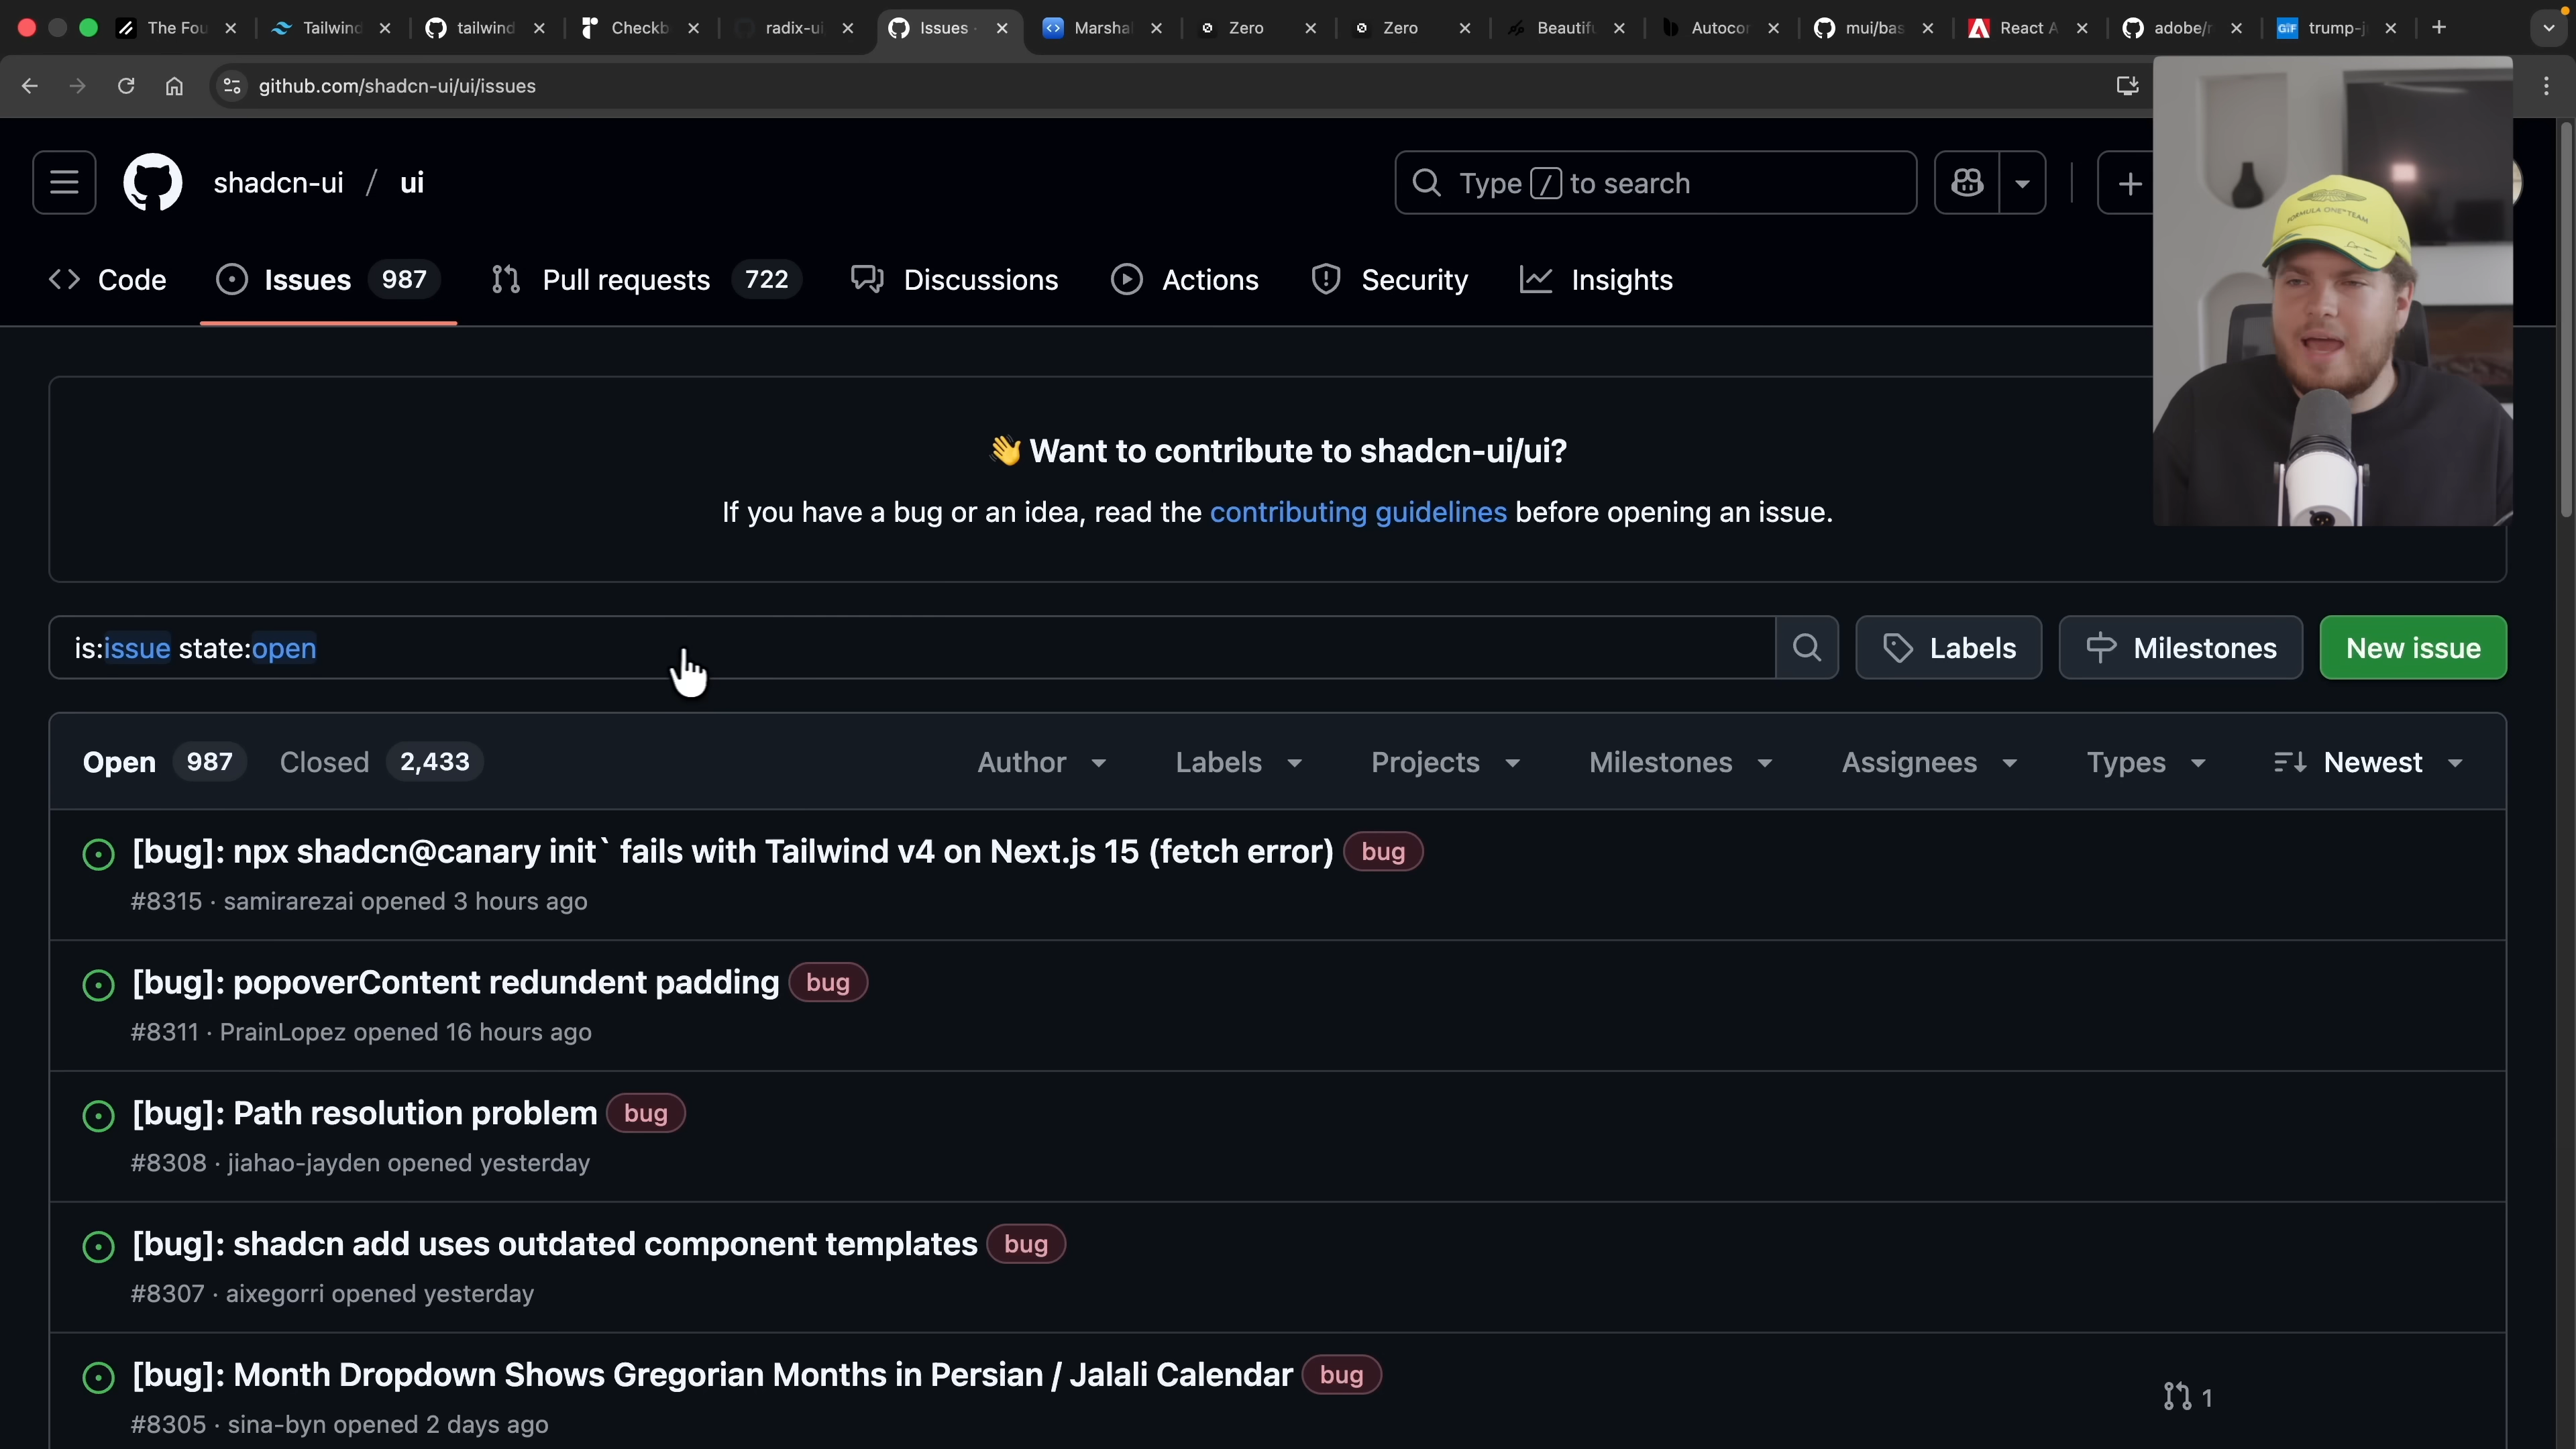 The Fou
Tailwind
tailwind
Checkb
radix-ui
Issues ·
Marshal
Zero
Zero
Beautifu
Autocor
mui/bas
React A
adobe/r
GIF
trump-j
github.com/shadcn-ui/ui/issues
shadcn-ui / ui
Type / to search
Code
Issues 987
Pull requests 722
Discussions
Actions
Security
Insights
FORMULA ONE™ TEAM
👋 Want to contribute to shadcn-ui/ui?
If you have a bug or an idea, read the contributing guidelines before opening an issue.
is:issue state:open
Labels
Milestones
New issue
Open 987
Closed 2,433
Author
Labels
Projects
Milestones
Assignees
Types
Newest
[bug]: npx shadcn@canary init` fails with Tailwind v4 on Next.js 15 (fetch error) bug
#8315 · samirarezai opened 3 hours ago
[bug]: popoverContent redundent padding bug
#8311 · PrainLopez opened 16 hours ago
[bug]: Path resolution problem bug
#8308 · jiahao-jayden opened yesterday
[bug]: shadcn add uses outdated component templates bug
#8307 · aixegorri opened yesterday
[bug]: Month Dropdown Shows Gregorian Months in Persian / Jalali Calendar bug
1
#8305 · sina-byn opened 2 days ago